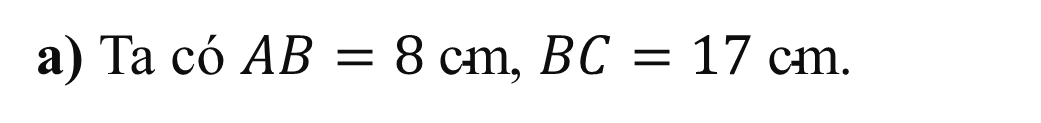 a) Ta có AB = 8 cm, BC = 17 cm.